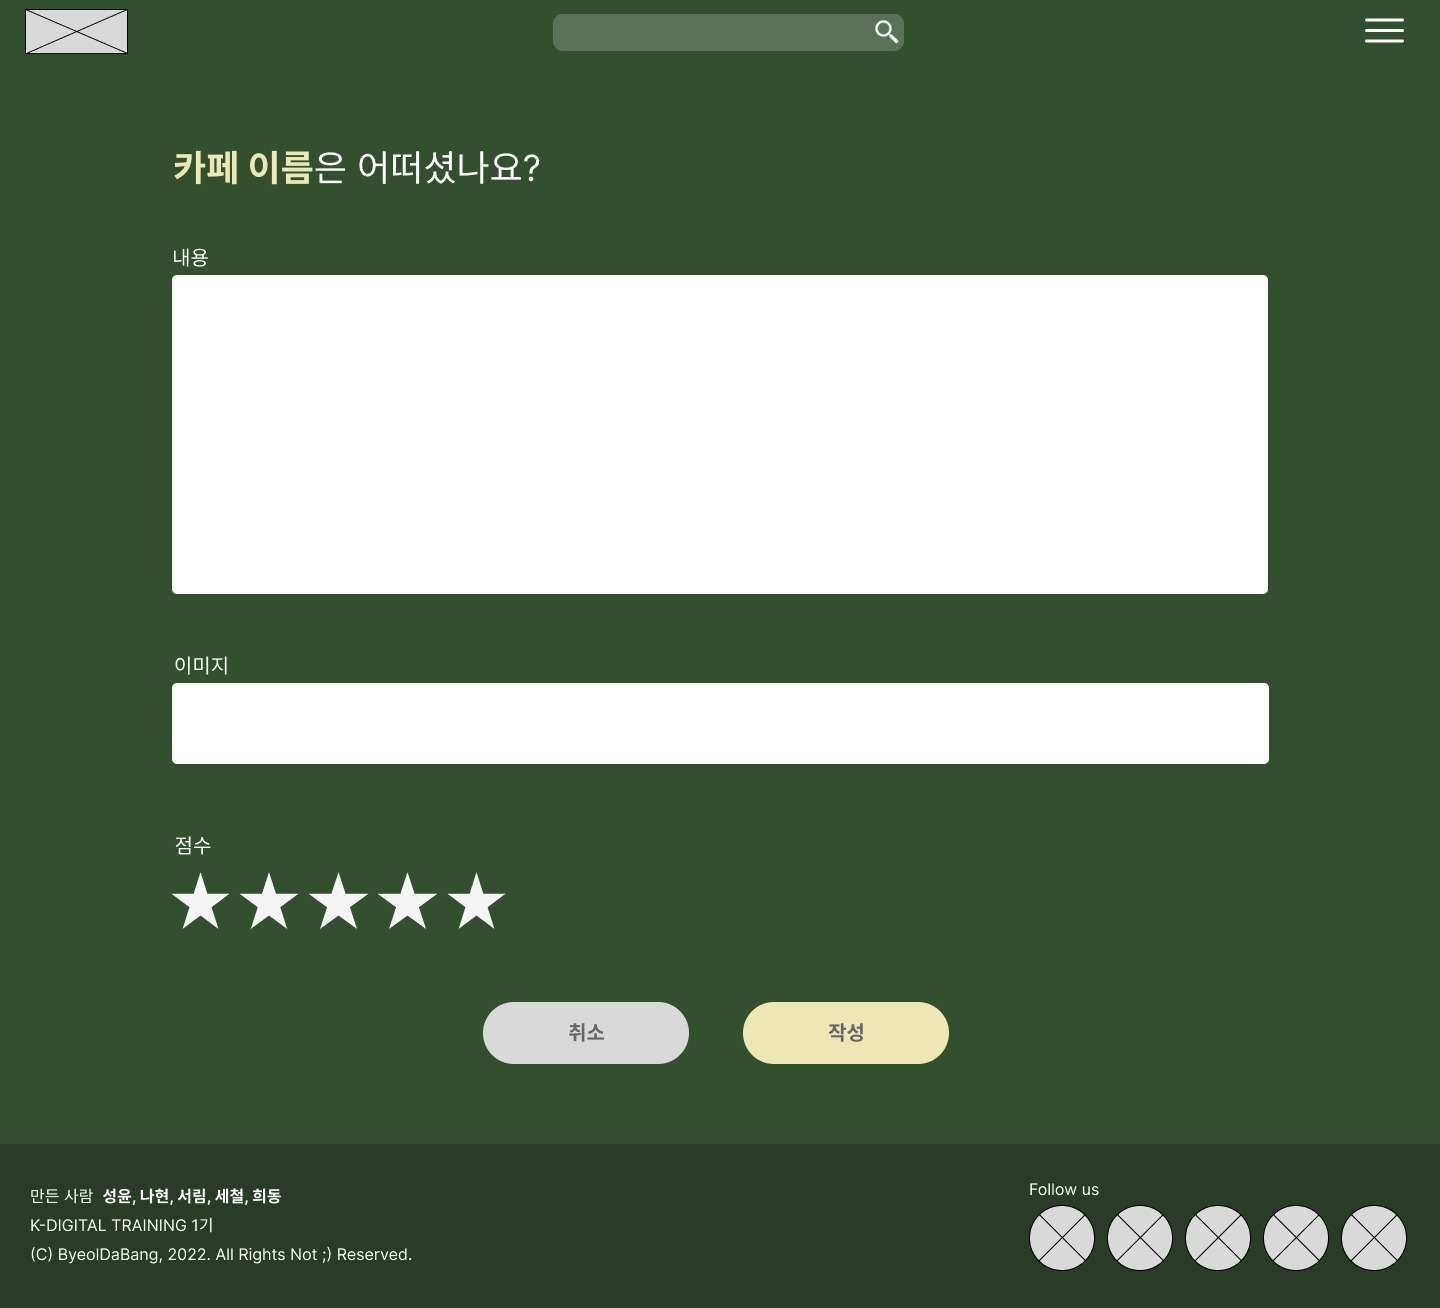 카페 이름은 어떠셨나요?
내용
이미지
점수
취소
작성
만든 사람 성윤, 나현, 서림, 세철, 희동
K-DIGITAL TRAINING 1기
(C) ByeolDaBang, 2022. All Rights Not ;) Reserved.
Follow us